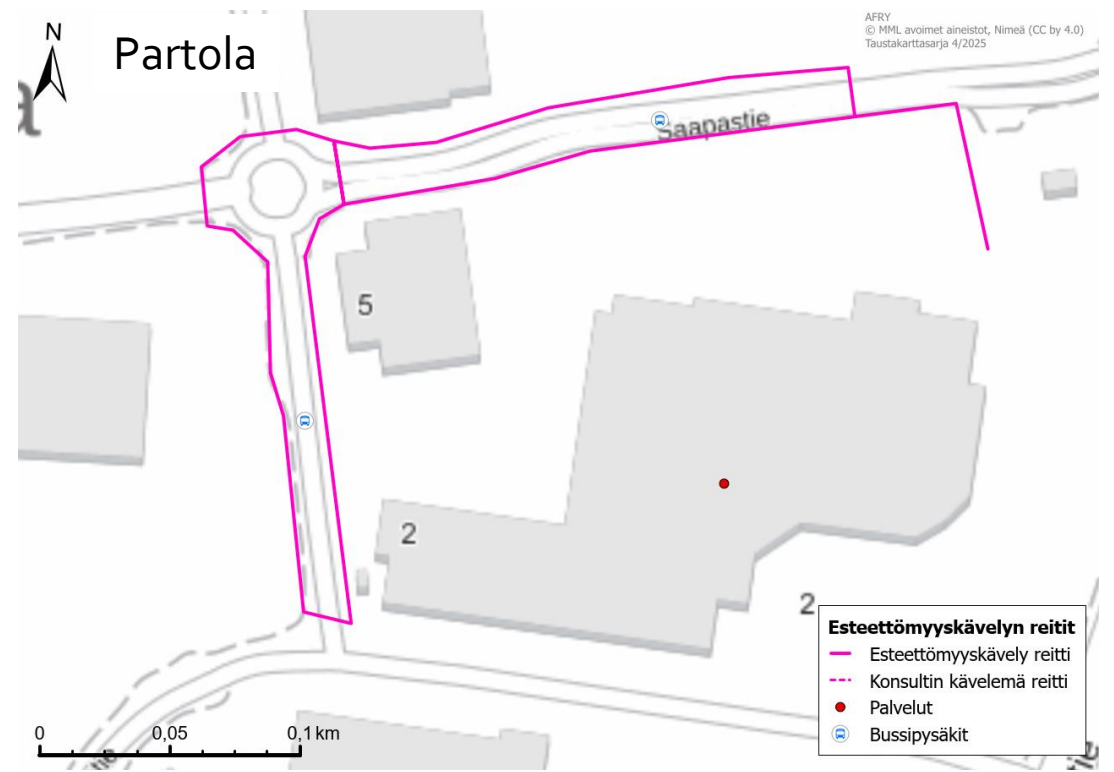 N
Partola
AFRY
© MML avoimet aineistot, Nimeä (CC by 4.0)
Taustakarttasarja 4/2025
a
Saapastie
5
2
2
Esteettömyyskävelyn reitit
Esteettömyyskävely reitti
Konsultin kävelemä reitti
Palvelut
Bussipysäkit
0
0,05
0,1 km
tie